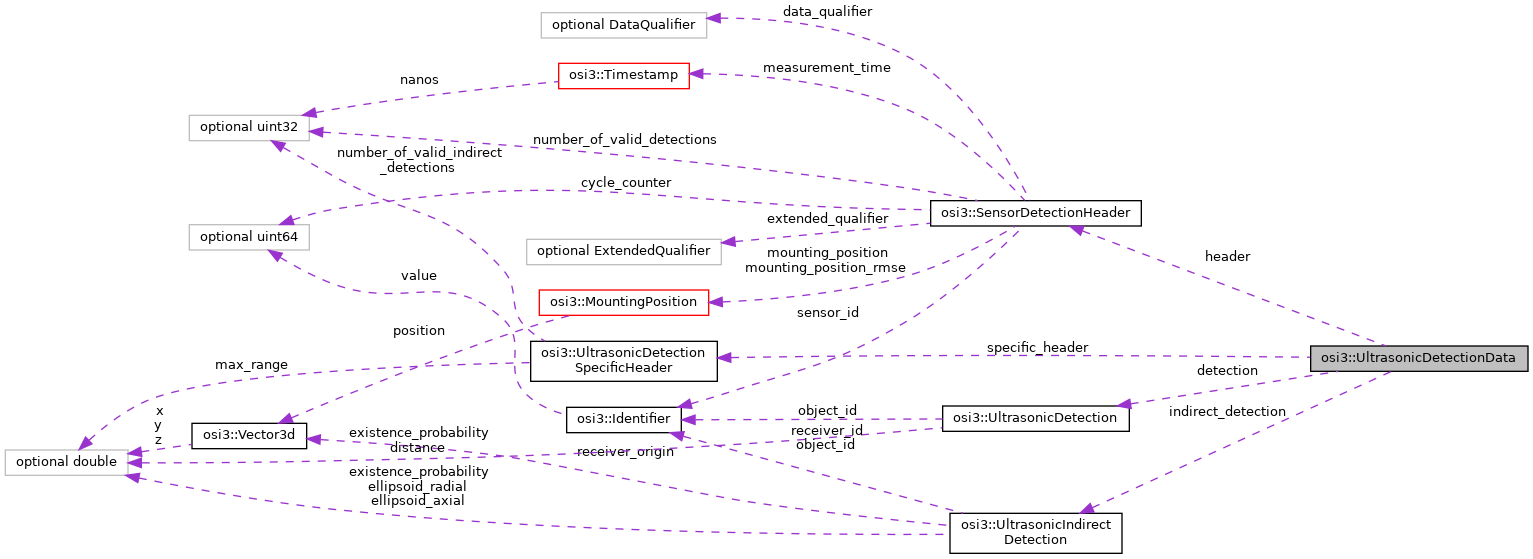 data_qualifier
optional DataQualifier
measurement_time
osi3::Timestamp
nanos
optional uint32
number_of_valid_detections
number_of_valid_indirect
_detections
cycle_counter
osi3::SensorDetectionHeader
extended_qualifier
optional uint64
optional ExtendedQualifier
mounting_position
mounting_position_rmse
header
value
osi3::MountingPosition
sensor_id
position
osi3::UltrasonicDetection
SpecificHeader
specific_header
osi3::UltrasonicDetectionData
max_range
detection
x
y
z
osi3::Identifier
object_id
osi3::UltrasonicDetection
indirect_detection
osi3::Vector3d
existence_probability
distance
receiver_id
object_id
receiver_origin
optional double
existence_probability
ellipsoid_radial
ellipsoid_axial
osi3::UltrasonicIndirect
Detection